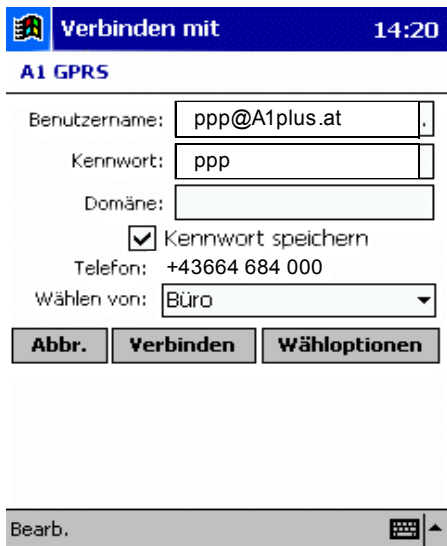 Verbinden mit 14:20
A1 GPRS
Benutzername: ppp@A1plus.at .
Kennwort: ppp
Domäne:
Kennwort speichern
Telefon: +43664 684 000
Wählen von: Büro
Abbr. Verbinden Wähloptionen
Bearb.